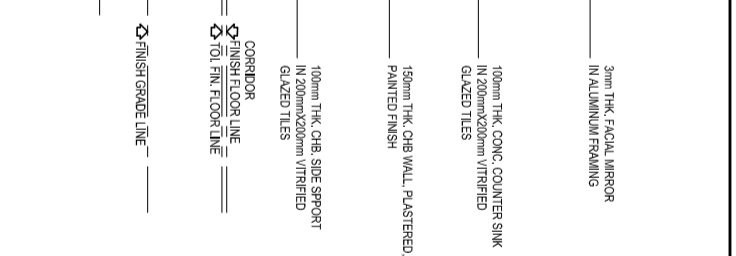 3mm THK. FACIAL MIRROR
IN ALUMINUM FRAMING
100mm THK. CONC. COUNTER SINK
IN 200mmX200mm VITRIFIED
GLAZED TILES
150mm THK. CHB WALL, PLASTERED,
PAINTED FINISH
100mm THK. CHB. SIDE SPPORT
IN 200mmX200mm VITRIFIED
GLAZED TILES
CORRIDOR
FINISH FLOOR LINE
TOI. FIN. FLOOR LINE
FINISH GRADE LINE